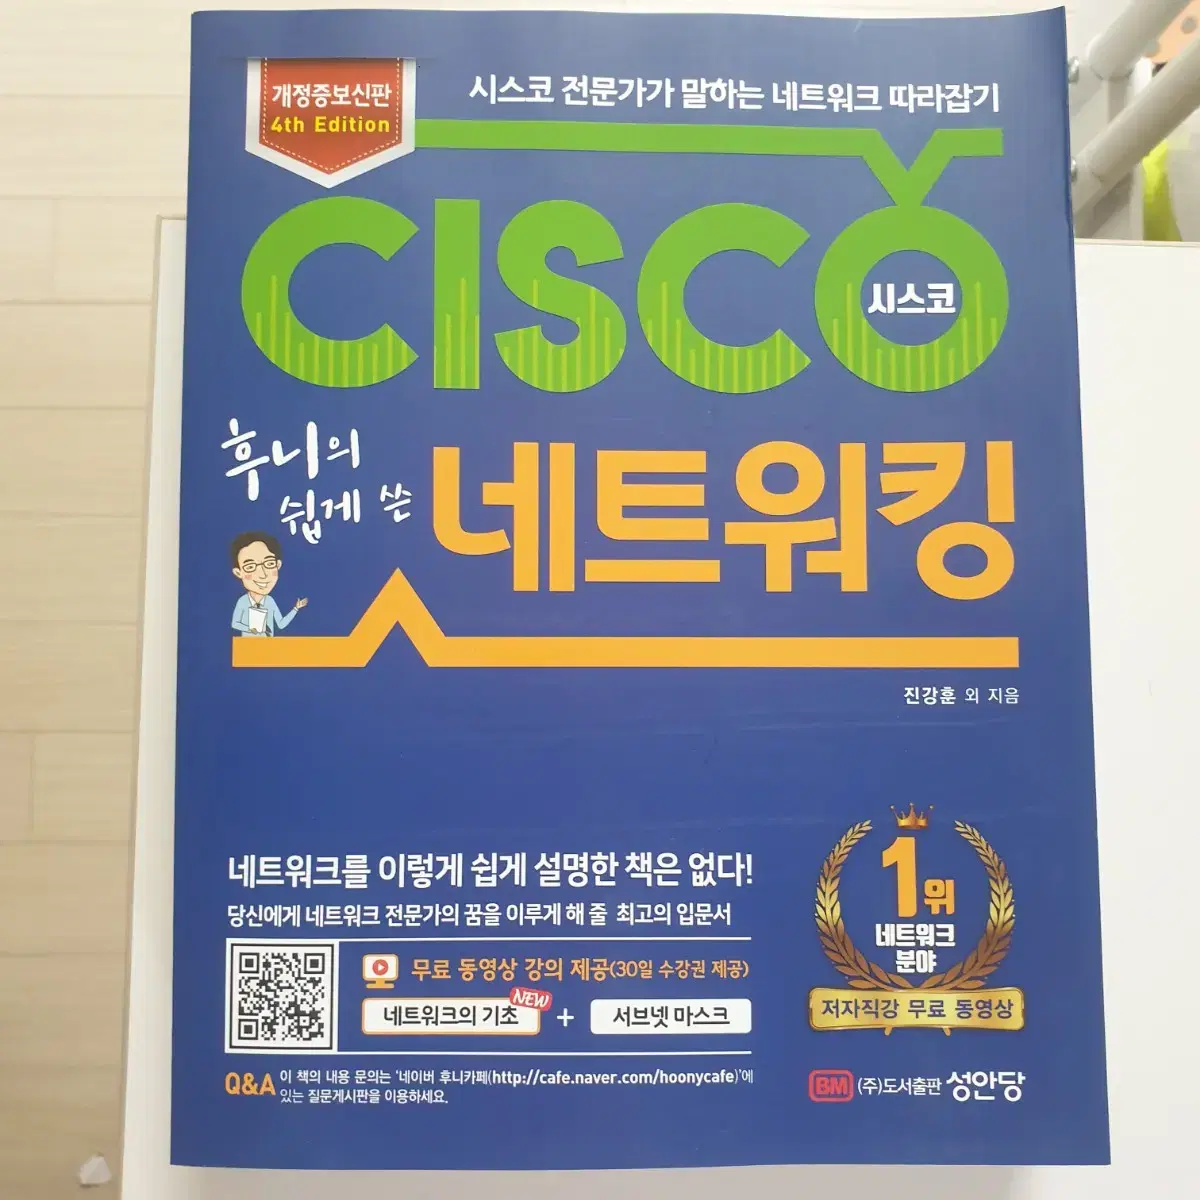 개정증보신판
4th Edition
시스코 전문가가 말하는 네트워크 따라잡기
CISCO
시스코
후니의
쉽게 쓴
네트워킹
진강훈 외 지음
네트워크를 이렇게 쉽게 설명한 책은 없다!
당신에게 네트워크 전문가의 꿈을 이루게 해 줄 최고의 입문서
무료 동영상 강의 제공(30일 수강권 제공)
NEW
네트워크의 기초 + 서브넷 마스크
Q&A 이 책의 내용 문의는 '네이버 후니카페(http://cafe.naver.com/hoonycafe)'에
있는 질문게시판을 이용하세요.
1위
네트워크
분야
저자직강 무료 동영상
BM (주)도서출판 성안당